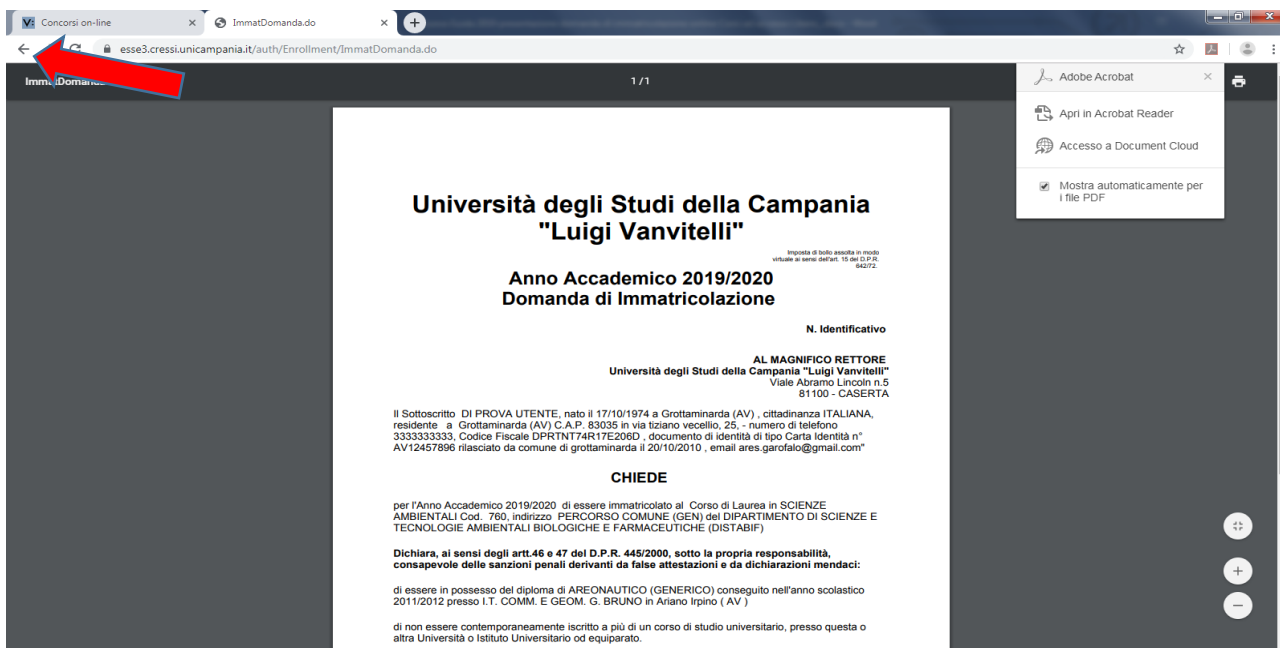 Concorsi on-line
ImmatDomanda.do
esse3.cressi.unicampania.it/auth/Enrollment/ImmatDomanda.do
1 / 1
Adobe Acrobat
Apri in Acrobat Reader
Accesso a Document Cloud
Mostra automaticamente per
i file PDF
Università degli Studi della Campania
"Luigi Vanvitelli"
Imposta di bollo assolta in modo
virtuale ai sensi dell'art. 15 del D.P.R.
642/72.
Anno Accademico 2019/2020
Domanda di Immatricolazione
N. Identificativo
AL MAGNIFICO RETTORE
Università degli Studi della Campania "Luigi Vanvitelli"
Viale Abramo Lincoln n.5
81100 - CASERTA
Il Sottoscritto DI PROVA UTENTE, nato il 17/10/1974 a Grottaminarda (AV) , cittadinanza ITALIANA,
residente a Grottaminarda (AV) C.A.P. 83035 in via tiziano vecellio, 25, - numero di telefono
3333333333, Codice Fiscale DPRTNT74R17E206D , documento di identità di tipo Carta Identità n°
AV12457896 rilasciato da comune di grottaminarda il 20/10/2010 , email ares.garofalo@gmail.com"
CHIEDE
per l'Anno Accademico 2019/2020 di essere immatricolato al Corso di Laurea in SCIENZE
AMBIENTALI Cod. 760, indirizzo PERCORSO COMUNE (GEN) del DIPARTIMENTO DI SCIENZE E
TECNOLOGIE AMBIENTALI BIOLOGICHE E FARMACEUTICHE (DISTABIF)
Dichiara, ai sensi degli artt.46 e 47 del D.P.R. 445/2000, sotto la propria responsabilità,
consapevole delle sanzioni penali derivanti da false attestazioni e da dichiarazioni mendaci:
di essere in possesso del diploma di AREONAUTICO (GENERICO) conseguito nell'anno scolastico
2011/2012 presso I.T. COMM. E GEOM. G. BRUNO in Ariano Irpino ( AV )
di non essere contemporaneamente iscritto a più di un corso di studio universitario, presso questa o
altra Università o Istituto Universitario od equiparato.